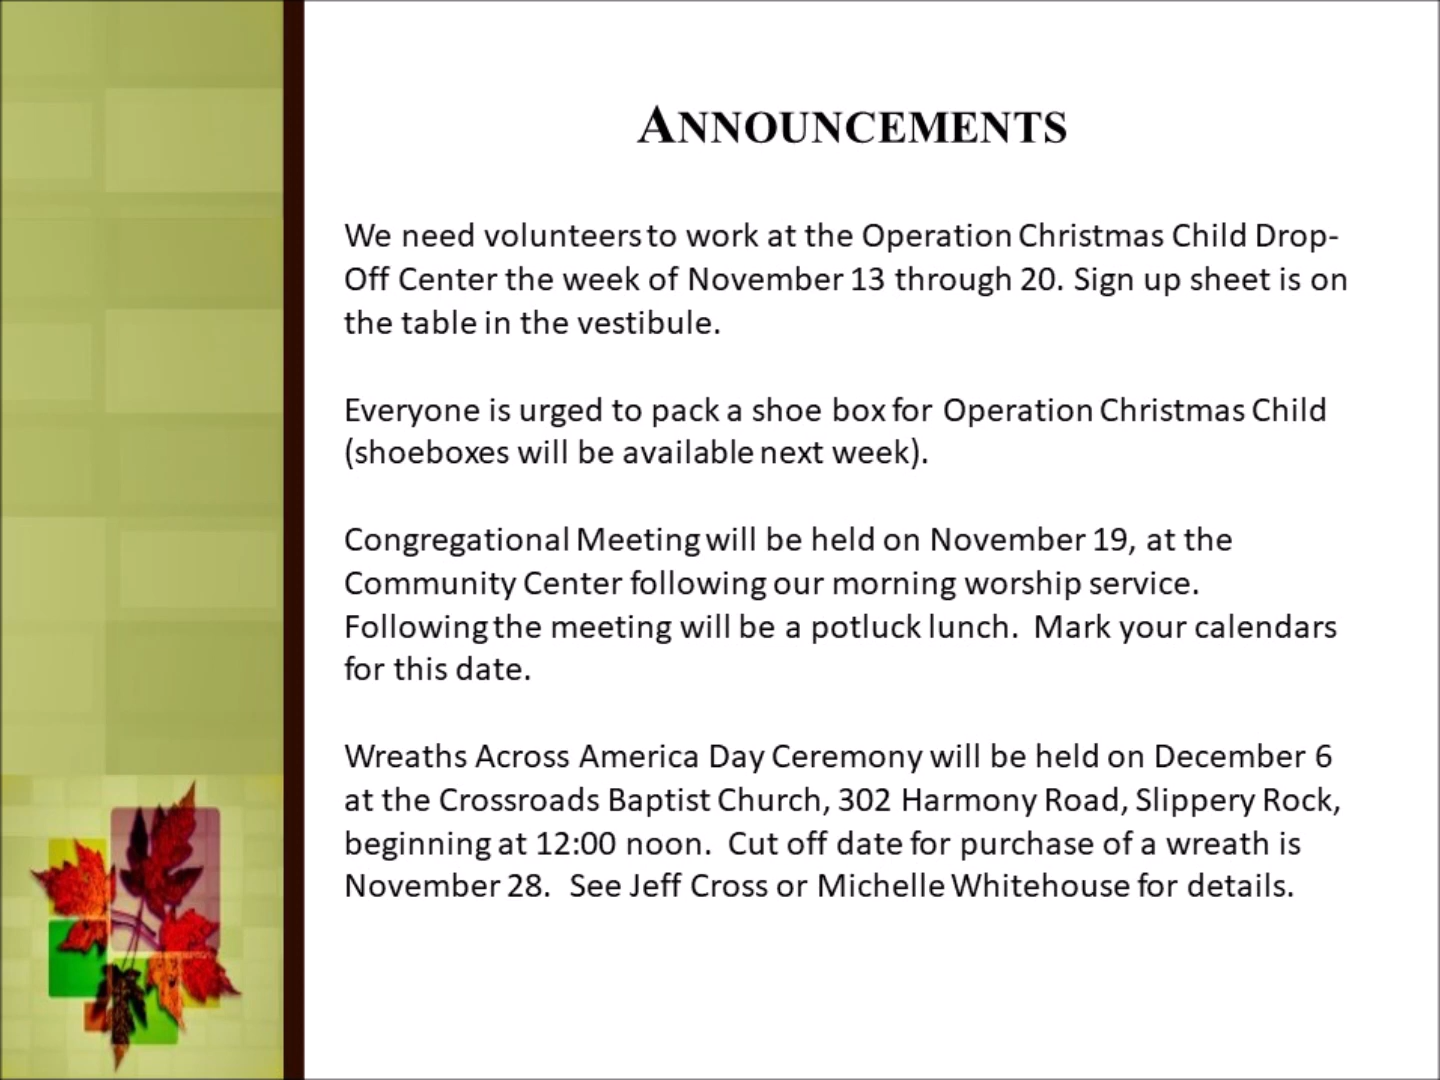 ANNOUNCEMENTS
We need volunteers to work at the Operation Christmas Child Drop-
Off Center the week of November 13 through 20. Sign up sheet is on
the table in the vestibule.
Everyone is urged to pack a shoe box for Operation Christmas Child
(shoeboxes will be available next week).
Congregational Meeting will be held on November 19, at the
Community Center following our morning worship service.
Following the meeting will be a potluck lunch.  Mark your calendars
for this date.
Wreaths Across America Day Ceremony will be held on December 6
at the Crossroads Baptist Church, 302 Harmony Road, Slippery Rock,
beginning at 12:00 noon.  Cut off date for purchase of a wreath is
November 28.  See Jeff Cross or Michelle Whitehouse for details.